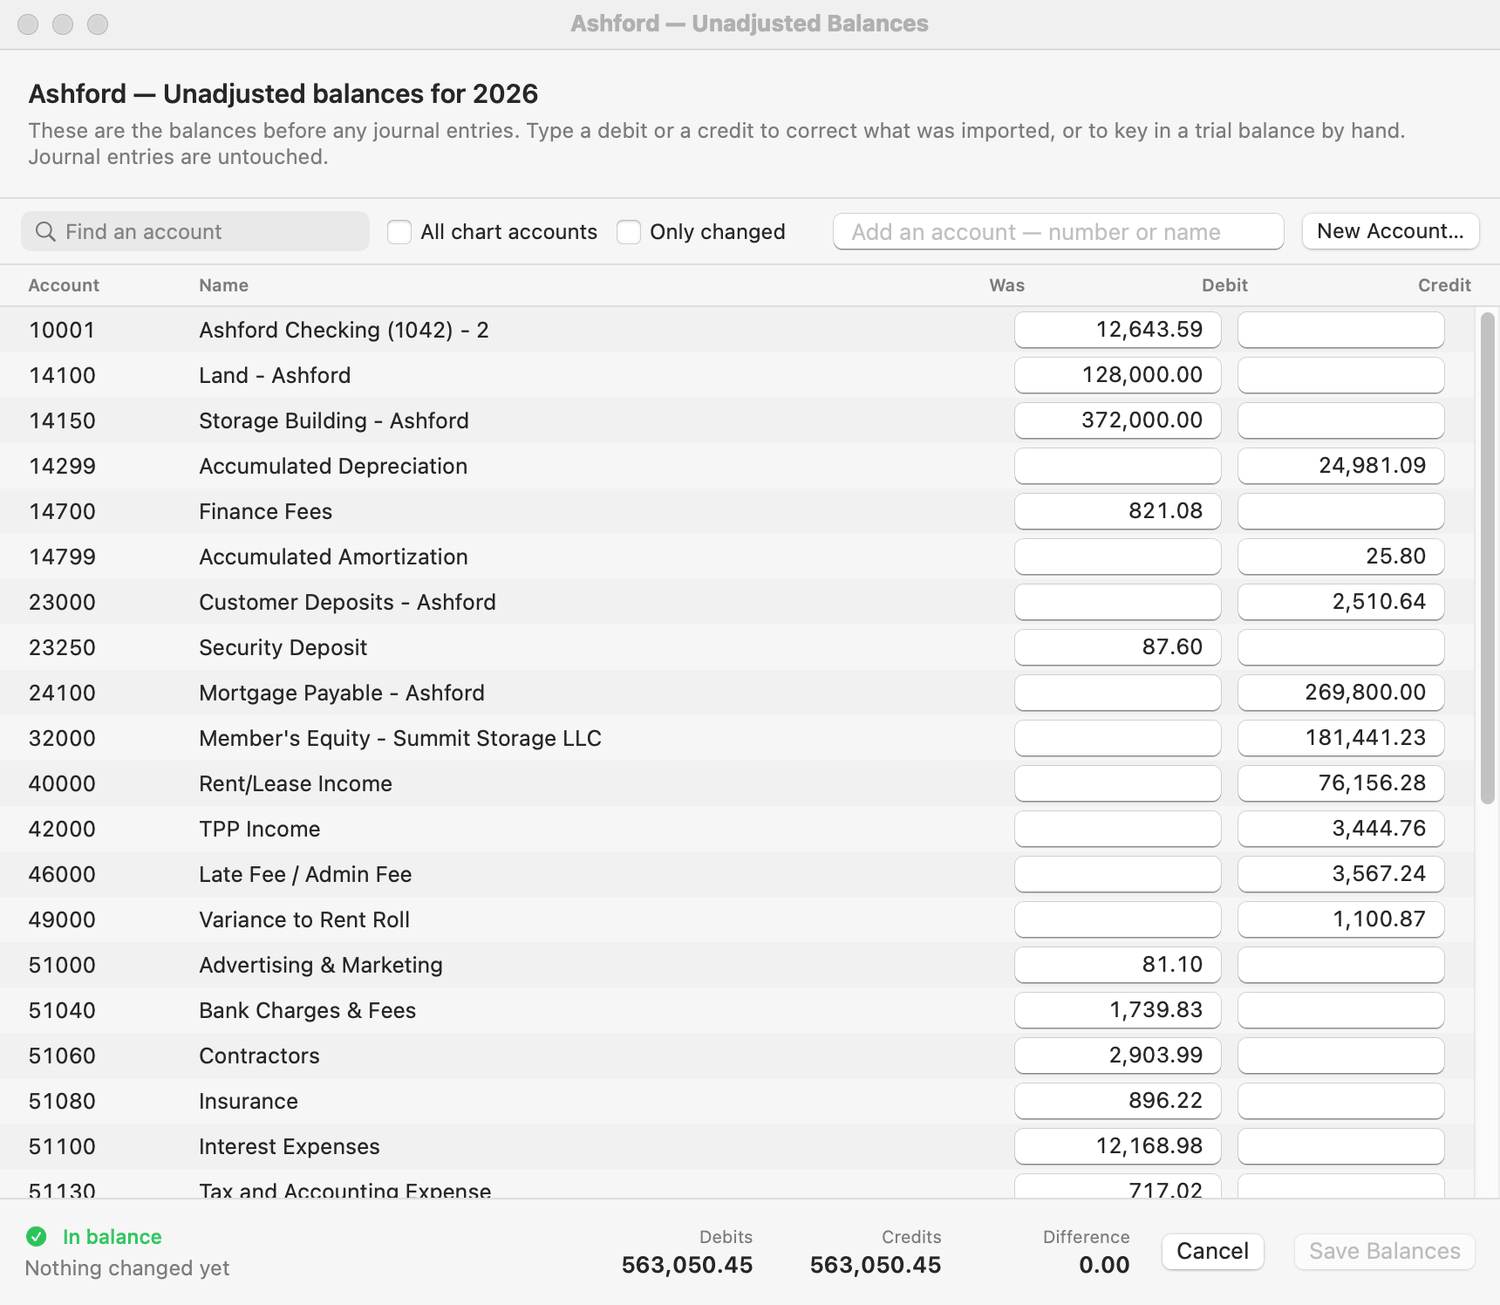 Ashford — Unadjusted Balances
Ashford — Unadjusted balances for 2026
These are the balances before any journal entries. Type a debit or a credit to correct what was imported, or to key in a trial balance by hand.
Journal entries are untouched.
Find an account All chart accounts Only changed Add an account — number or name New Account...
Account Name Was Debit Credit
10001 Ashford Checking (1042) - 2 12,643.59
14100 Land - Ashford 128,000.00
14150 Storage Building - Ashford 372,000.00
14299 Accumulated Depreciation 24,981.09
14700 Finance Fees 821.08
14799 Accumulated Amortization 25.80
23000 Customer Deposits - Ashford 2,510.64
23250 Security Deposit 87.60
24100 Mortgage Payable - Ashford 269,800.00
32000 Member's Equity - Summit Storage LLC 181,441.23
40000 Rent/Lease Income 76,156.28
42000 TPP Income 3,444.76
46000 Late Fee / Admin Fee 3,567.24
49000 Variance to Rent Roll 1,100.87
51000 Advertising & Marketing 81.10
51040 Bank Charges & Fees 1,739.83
51060 Contractors 2,903.99
51080 Insurance 896.22
51100 Interest Expenses 12,168.98
51130 Tax and Accounting Expense 717.02
In balance Debits Credits Difference
Nothing changed yet 563,050.45 563,050.45 0.00 Cancel Save Balances